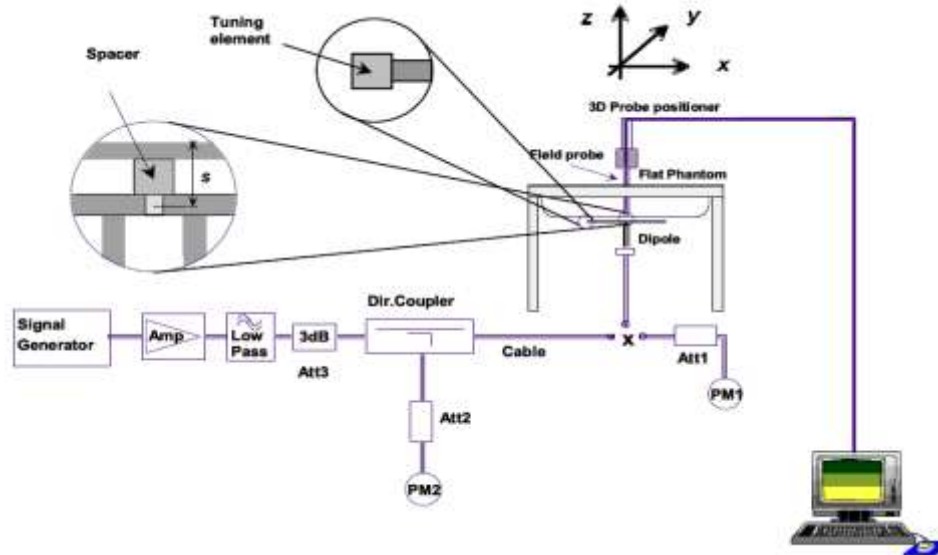 Tuning
element
Spacer
s
z
y
x
3D Probe positioner
Field probe
Flat Phantom
Dipole
Dir.Coupler
Signal
Generator
Amp
Low
Pass
3dB
Att3
Cable
x
Att1
PM1
Att2
PM2